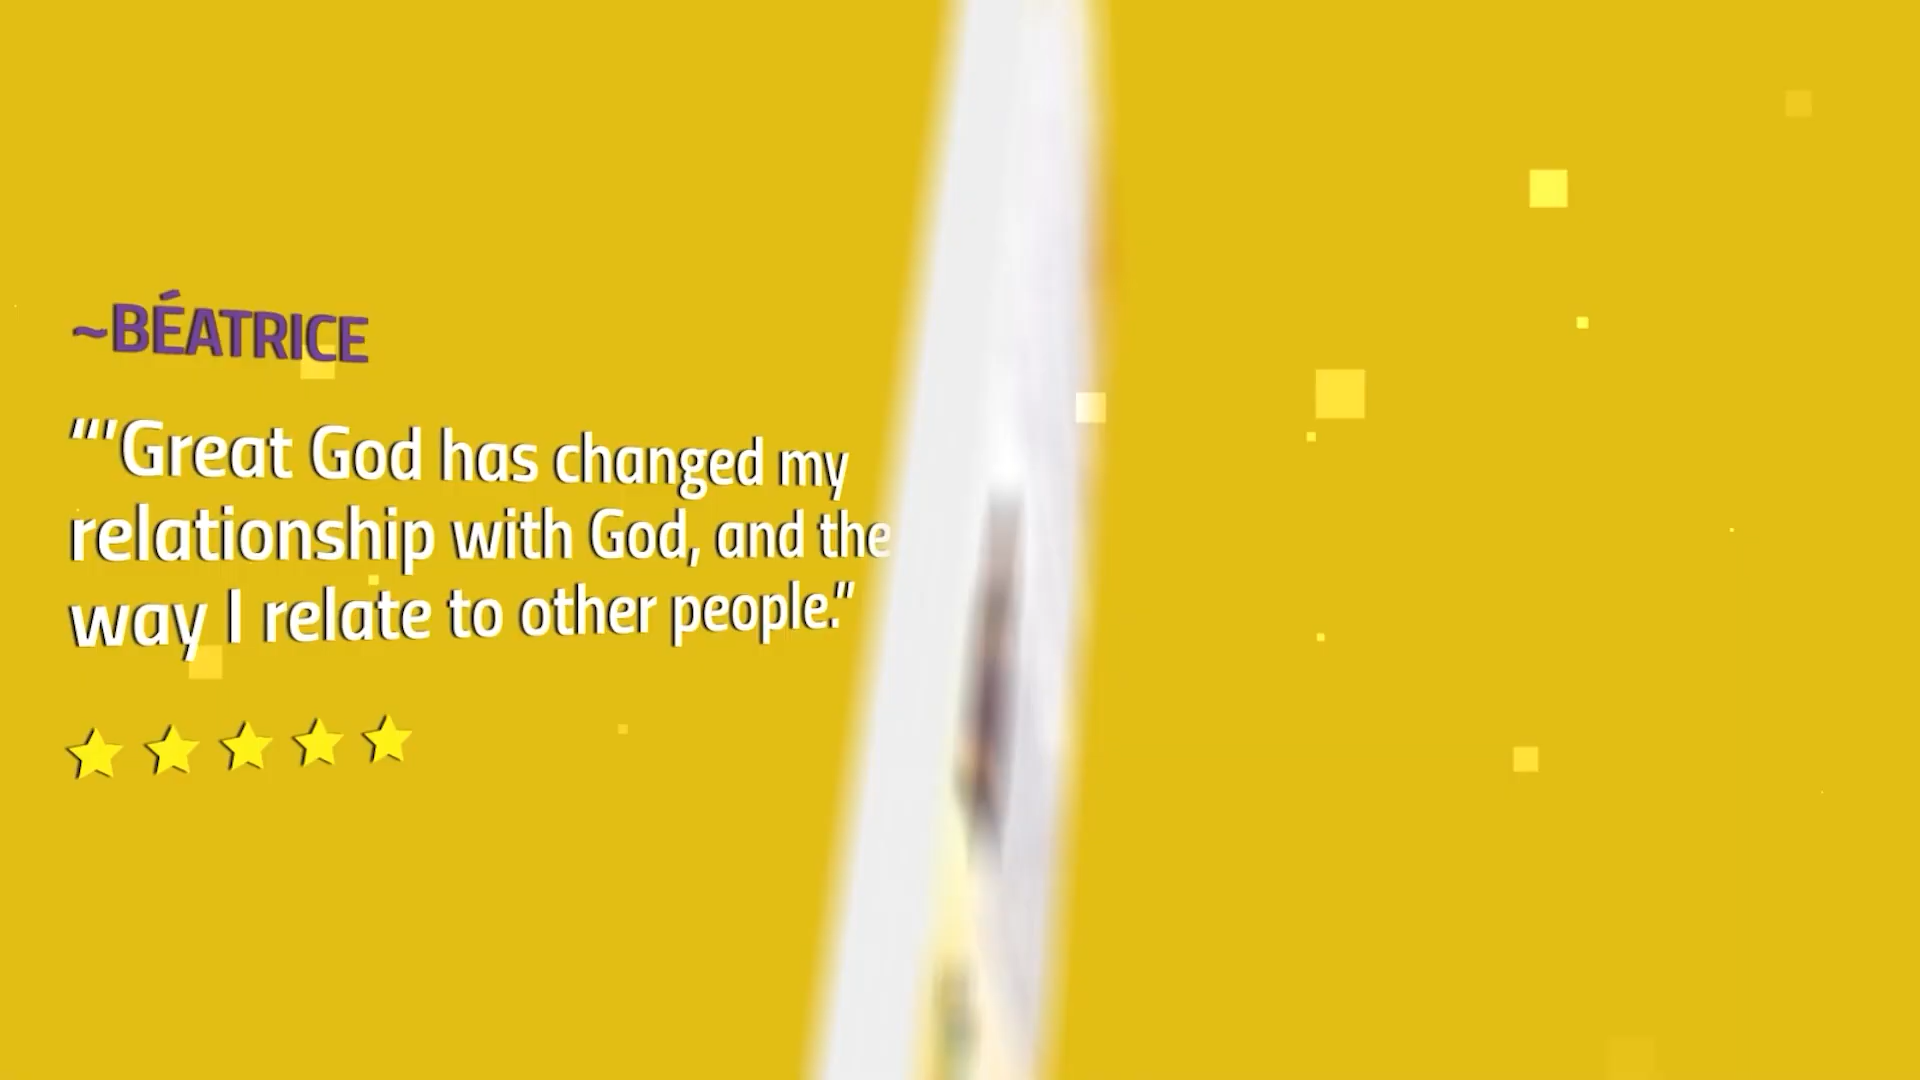 ~BÉATRICE
“‘Great God has changed my
relationship with God, and the
way I relate to other people.”